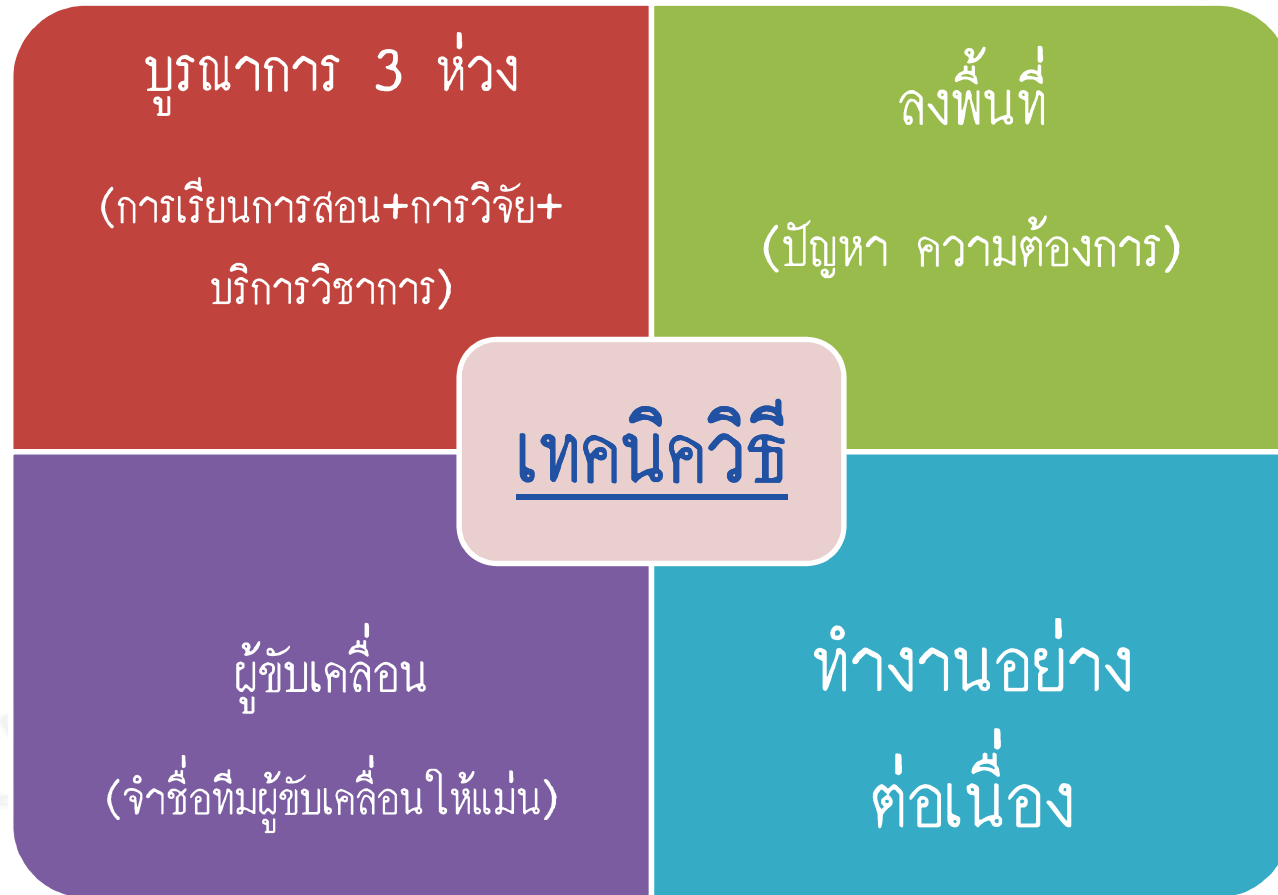 บูรณาการ 3 ห่วง
(การเรียนการสอน+การวิจัย+
บริการวิชาการ)
ลงพื้นที่
(ปัญหา ความต้องการ)
เทคนิควิธี
ผู้ขับเคลื่อน
(จำชื่อทีมผู้ขับเคลื่อนให้แม่น)
ทำงานอย่าง
ต่อเนื่อง